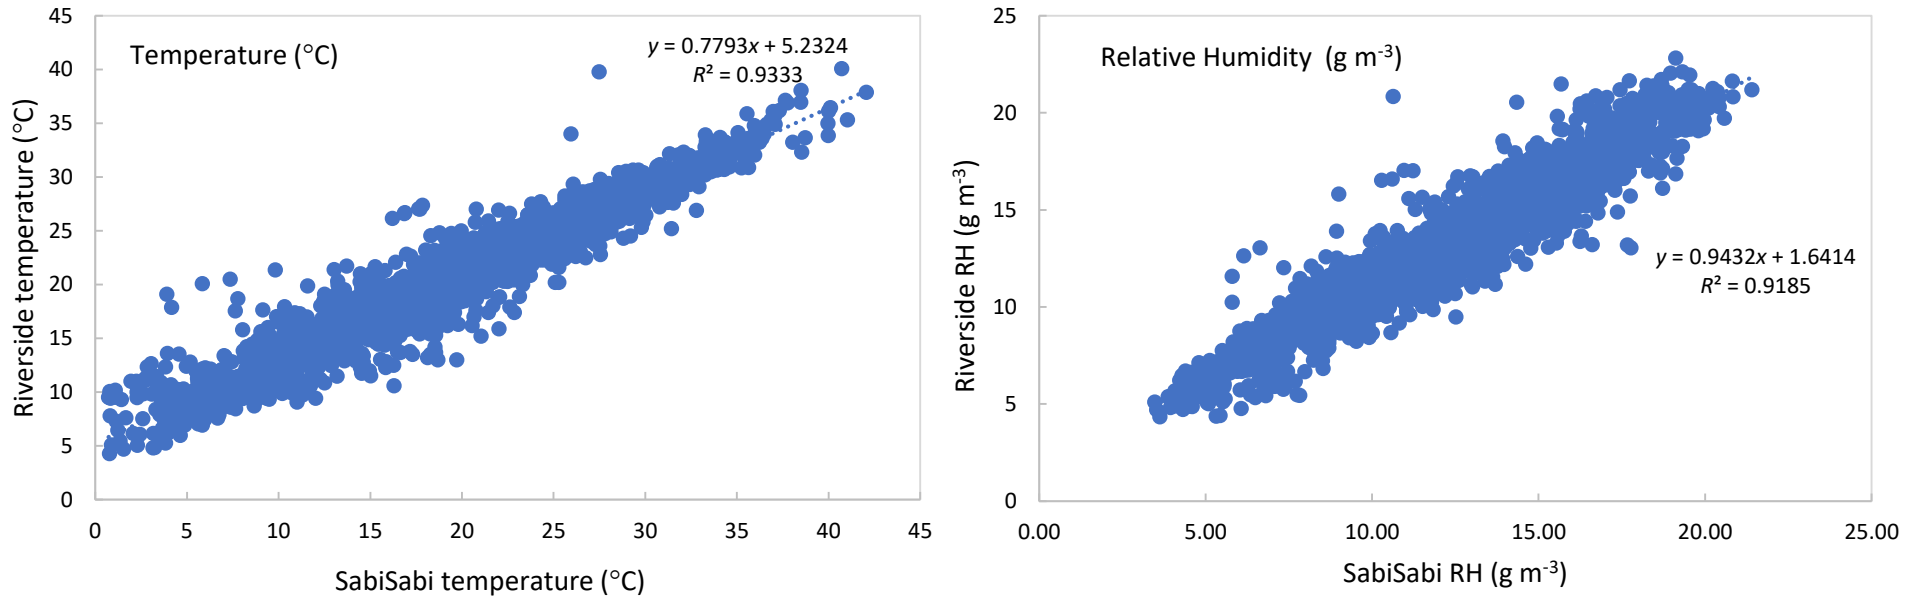 Temperature (°C)
y = 0.7793x + 5.2324
R² = 0.9333
Riverside temperature (°C)
45
40
35
30
25
20
15
10
5
0
0 5 10 15 20 25 30 35 40 45
SabiSabi temperature (°C)
Relative Humidity (g m⁻³)
y = 0.9432x + 1.6414
R² = 0.9185
Riverside RH (g m⁻³)
25
20
15
10
5
0
0.00 5.00 10.00 15.00 20.00 25.00
SabiSabi RH (g m⁻³)